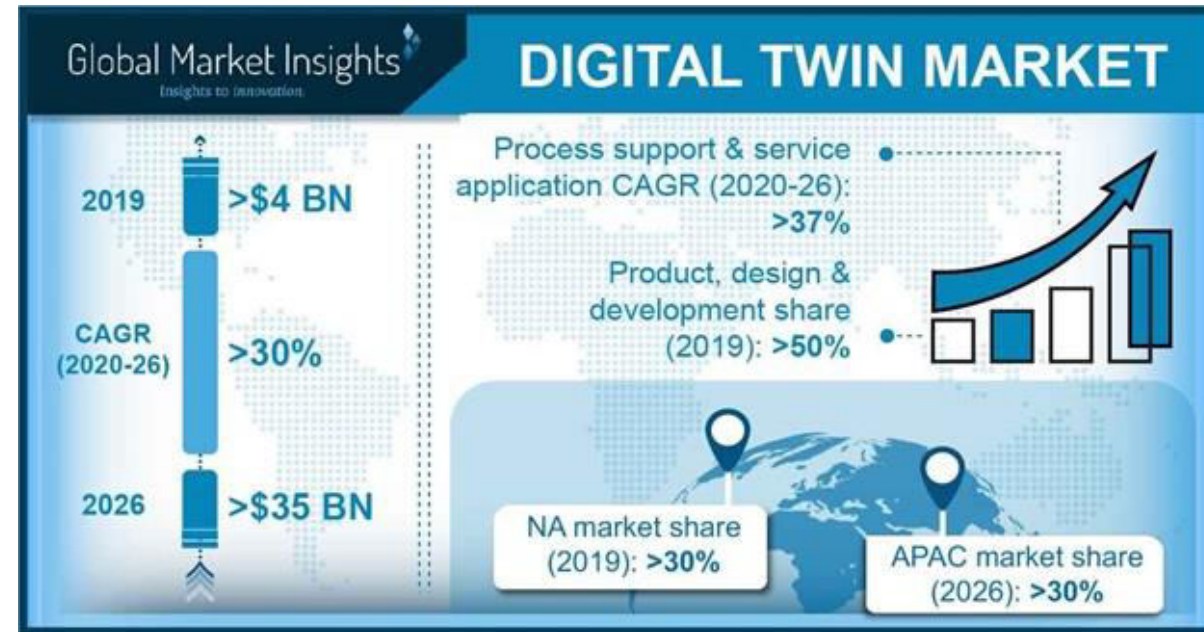 Global Market Insights
Insights to innovation
DIGITAL TWIN MARKET
2019
>$4 BN
CAGR
(2020-26)
>30%
2026
>$35 BN
Process support & service
application CAGR (2020-26):
>37%
Product, design &
development share
(2019): >50%
NA market share
(2019): >30%
APAC market share
(2026): >30%